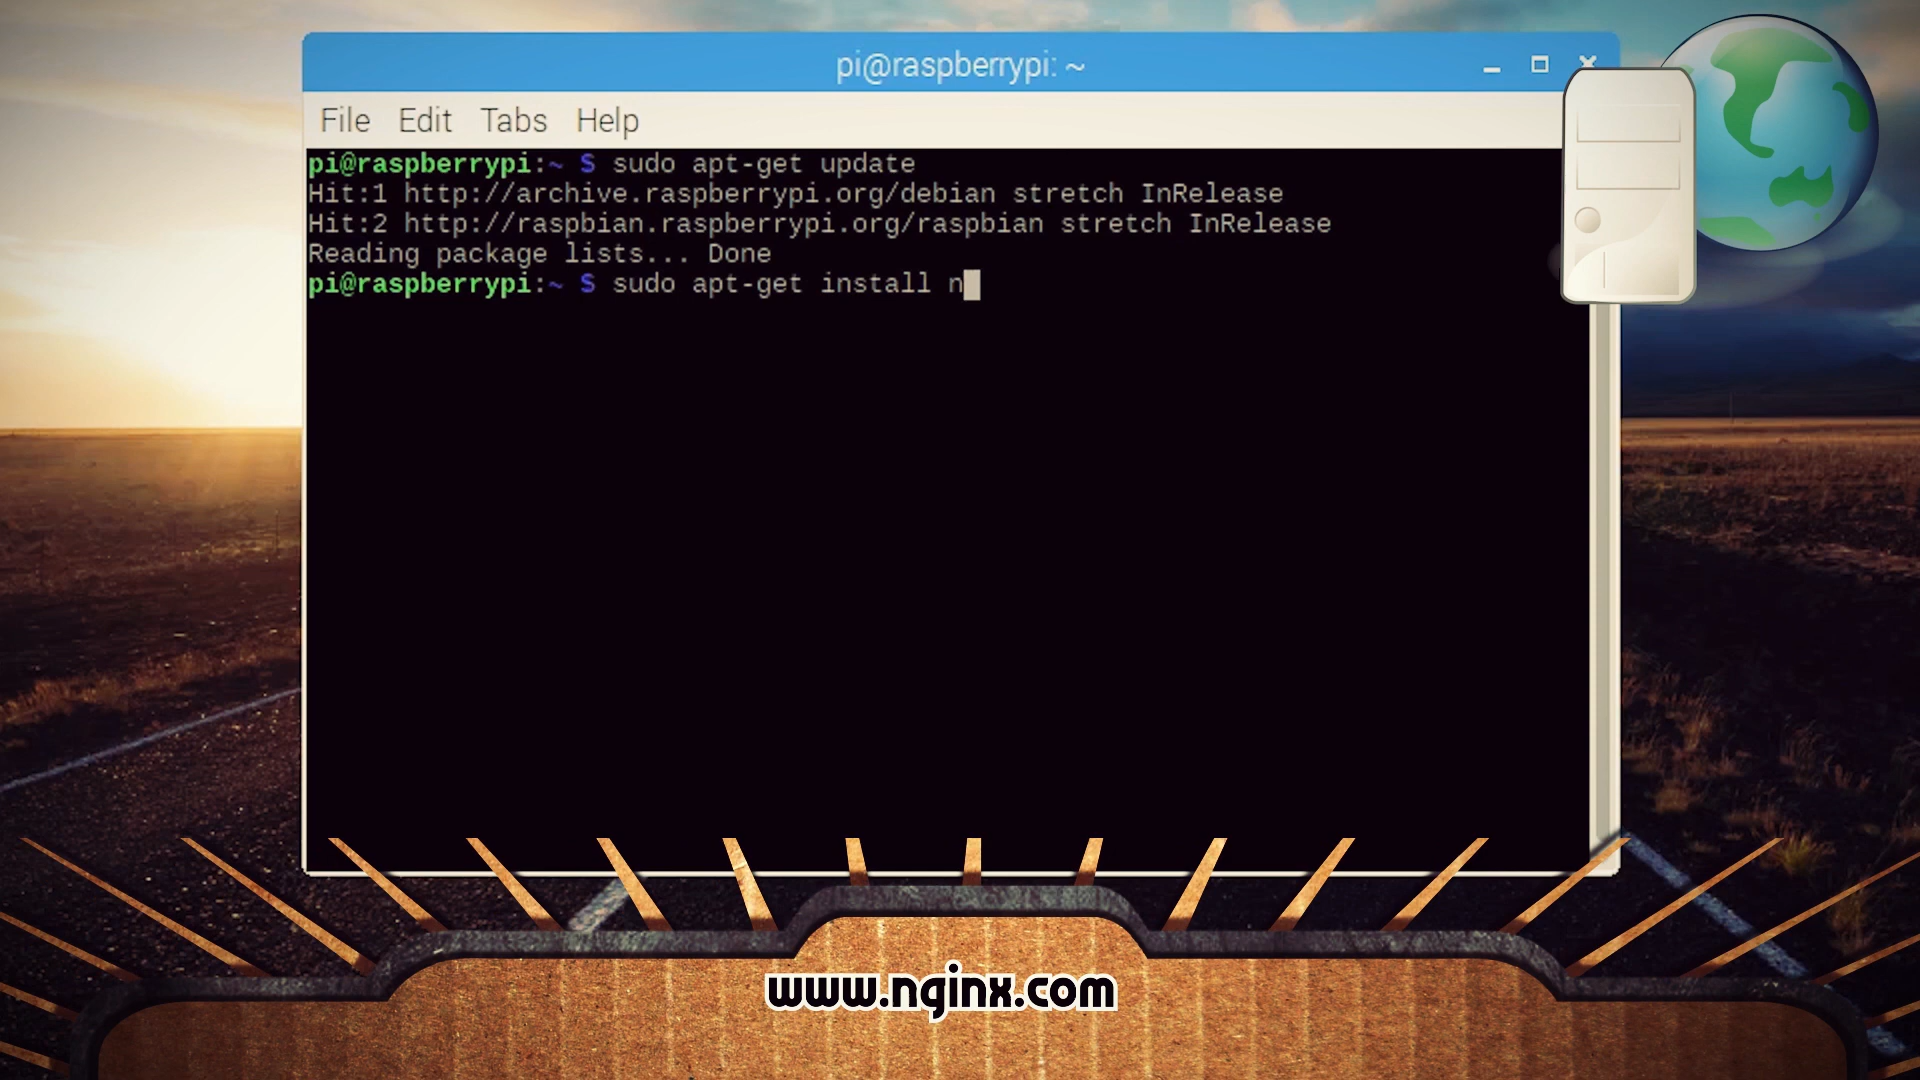 pi@raspberrypi: ~
File Edit Tabs Help
pi@raspberrypi:~ $ sudo apt-get update
Hit:1 http://archive.raspberrypi.org/debian stretch InRelease
Hit:2 http://raspbian.raspberrypi.org/raspbian stretch InRelease
Reading package lists... Done
pi@raspberrypi:~ $ sudo apt-get install n
www.nginx.com